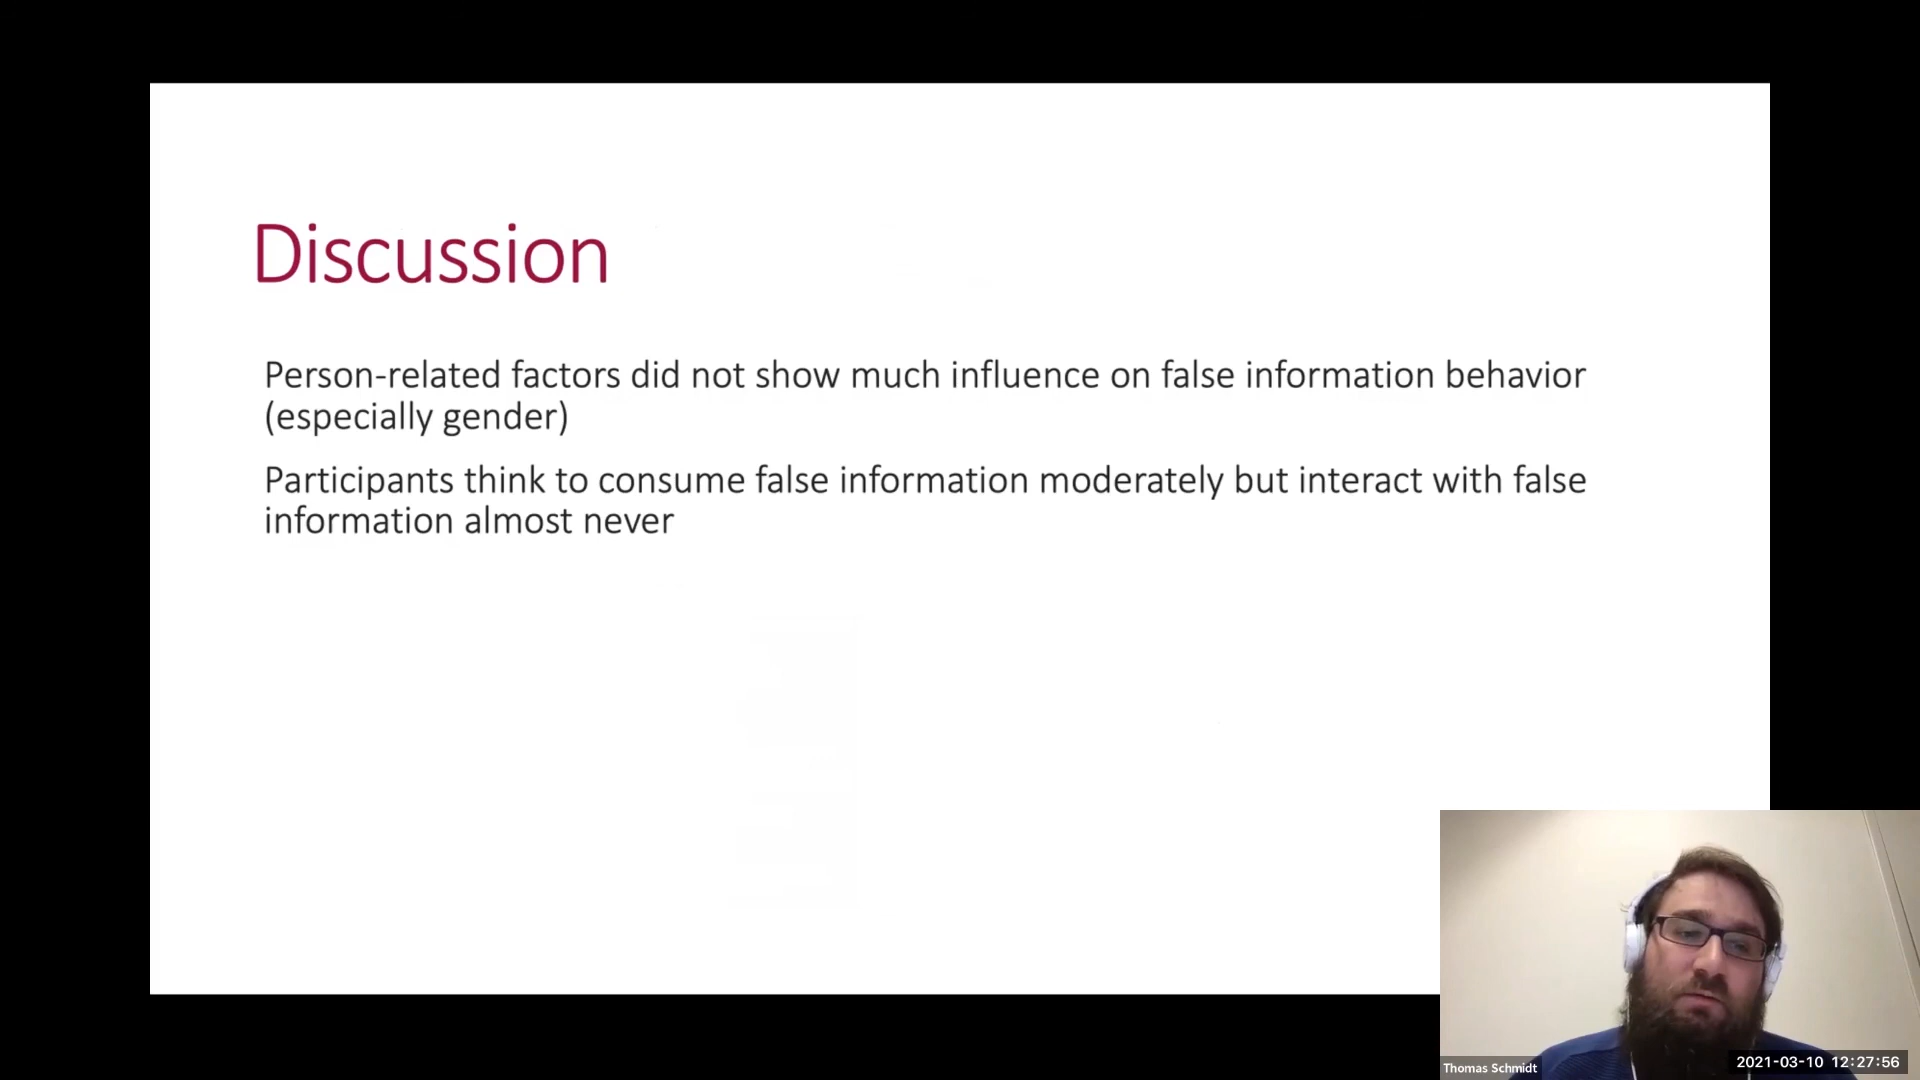 Discussion
Person-related factors did not show much influence on false information behavior
(especially gender)
Participants think to consume false information moderately but interact with false
information almost never
Thomas Schmidt
2021-03-10 12:27:56